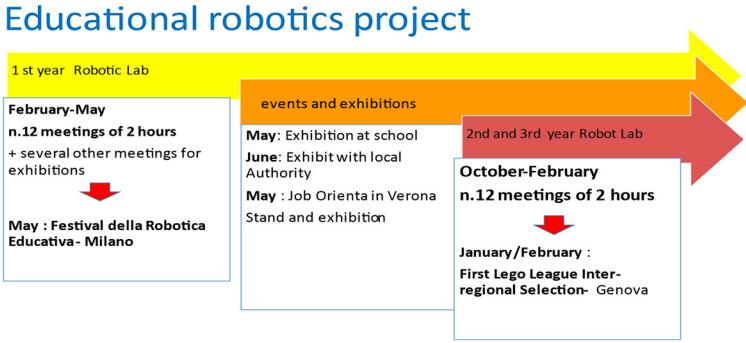 Educational robotics project
1 st year  Robotic Lab
February-May
n.12 meetings of 2 hours
+ several other meetings for
exhibitions
May : Festival della Robotica
Educativa- Milano
events and exhibitions
May: Exhibition at school
June: Exhibit with local
Authority
May : Job Orienta in Verona
Stand and exhibition
2nd and 3rd  year Robot Lab
October-February
n.12 meetings of 2 hours
January/February :
First Lego League Inter-
regional Selection-  Genova